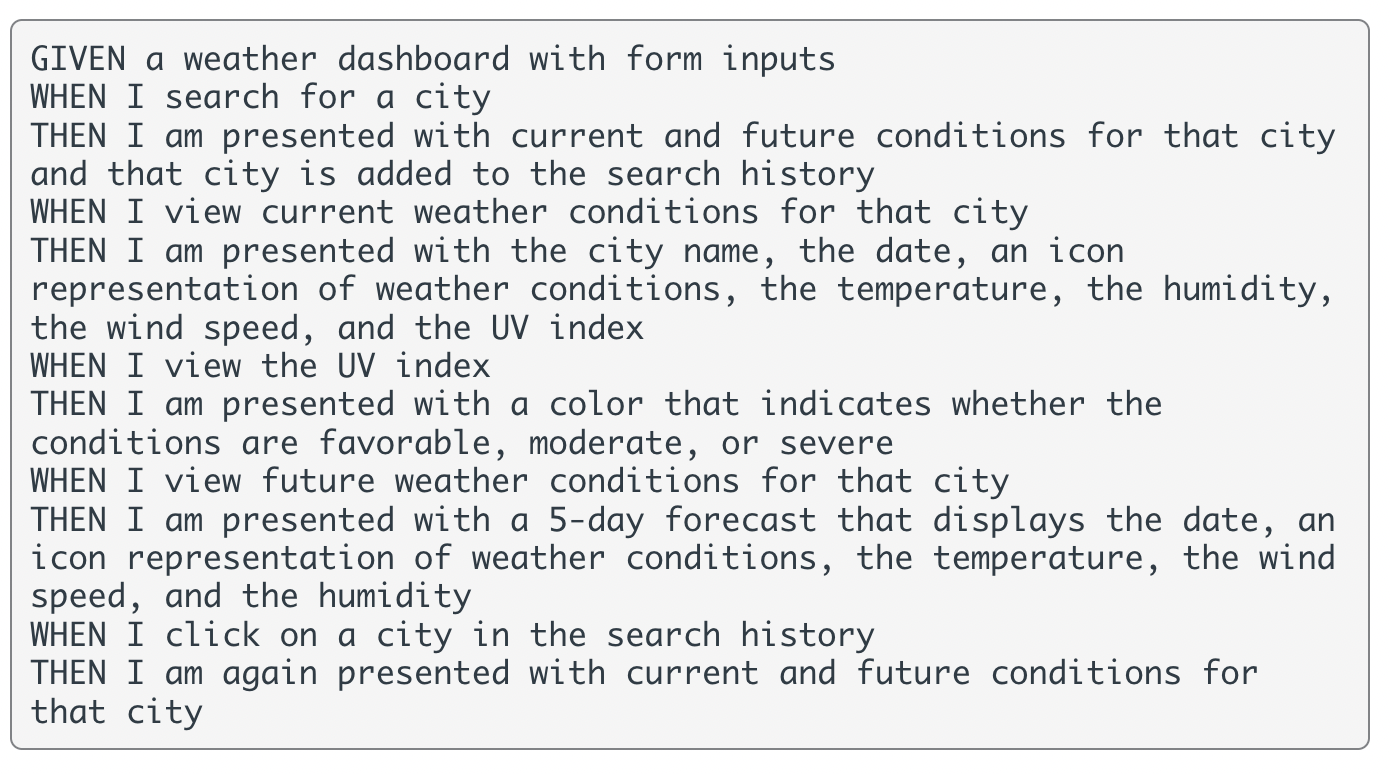 GIVEN a weather dashboard with form inputs
WHEN I search for a city
THEN I am presented with current and future conditions for that city
and that city is added to the search history
WHEN I view current weather conditions for that city
THEN I am presented with the city name, the date, an icon
representation of weather conditions, the temperature, the humidity,
the wind speed, and the UV index
WHEN I view the UV index
THEN I am presented with a color that indicates whether the
conditions are favorable, moderate, or severe
WHEN I view future weather conditions for that city
THEN I am presented with a 5-day forecast that displays the date, an
icon representation of weather conditions, the temperature, the wind
speed, and the humidity
WHEN I click on a city in the search history
THEN I am again presented with current and future conditions for
that city